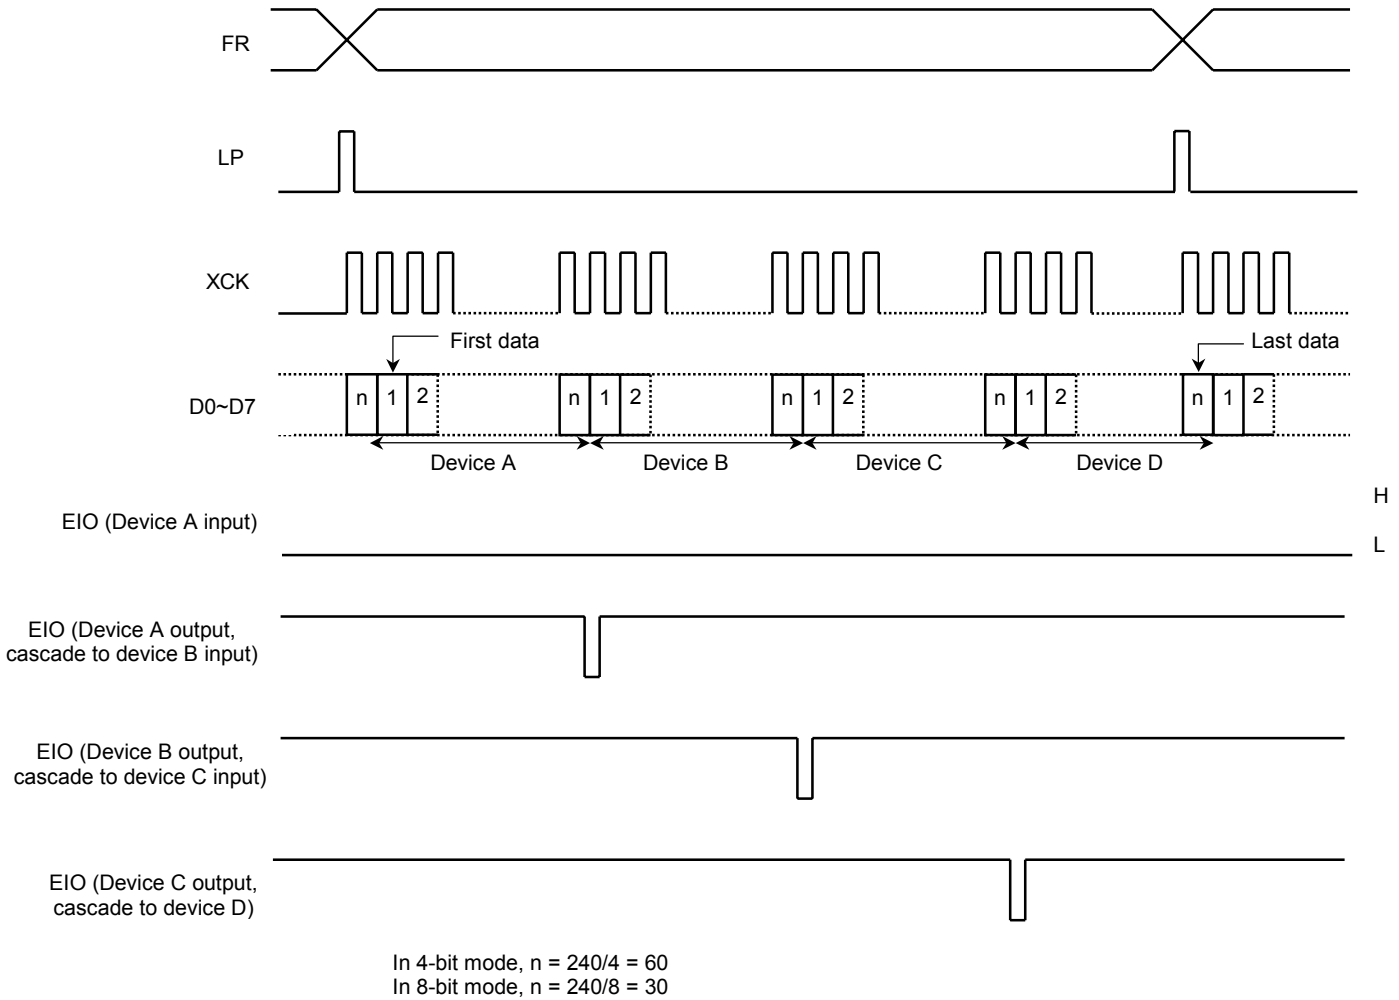 FR
LP
XCK
First data
Last data
D0~D7
n 1 2 n 1 2 n 1 2 n 1 2 n 1 2
Device A Device B Device C Device D
H
EIO (Device A input)
L
EIO (Device A output,
cascade to device B input)
EIO (Device B output,
cascade to device C input)
EIO (Device C output,
cascade to device D)
In 4-bit mode, n = 240/4 = 60
In 8-bit mode, n = 240/8 = 30